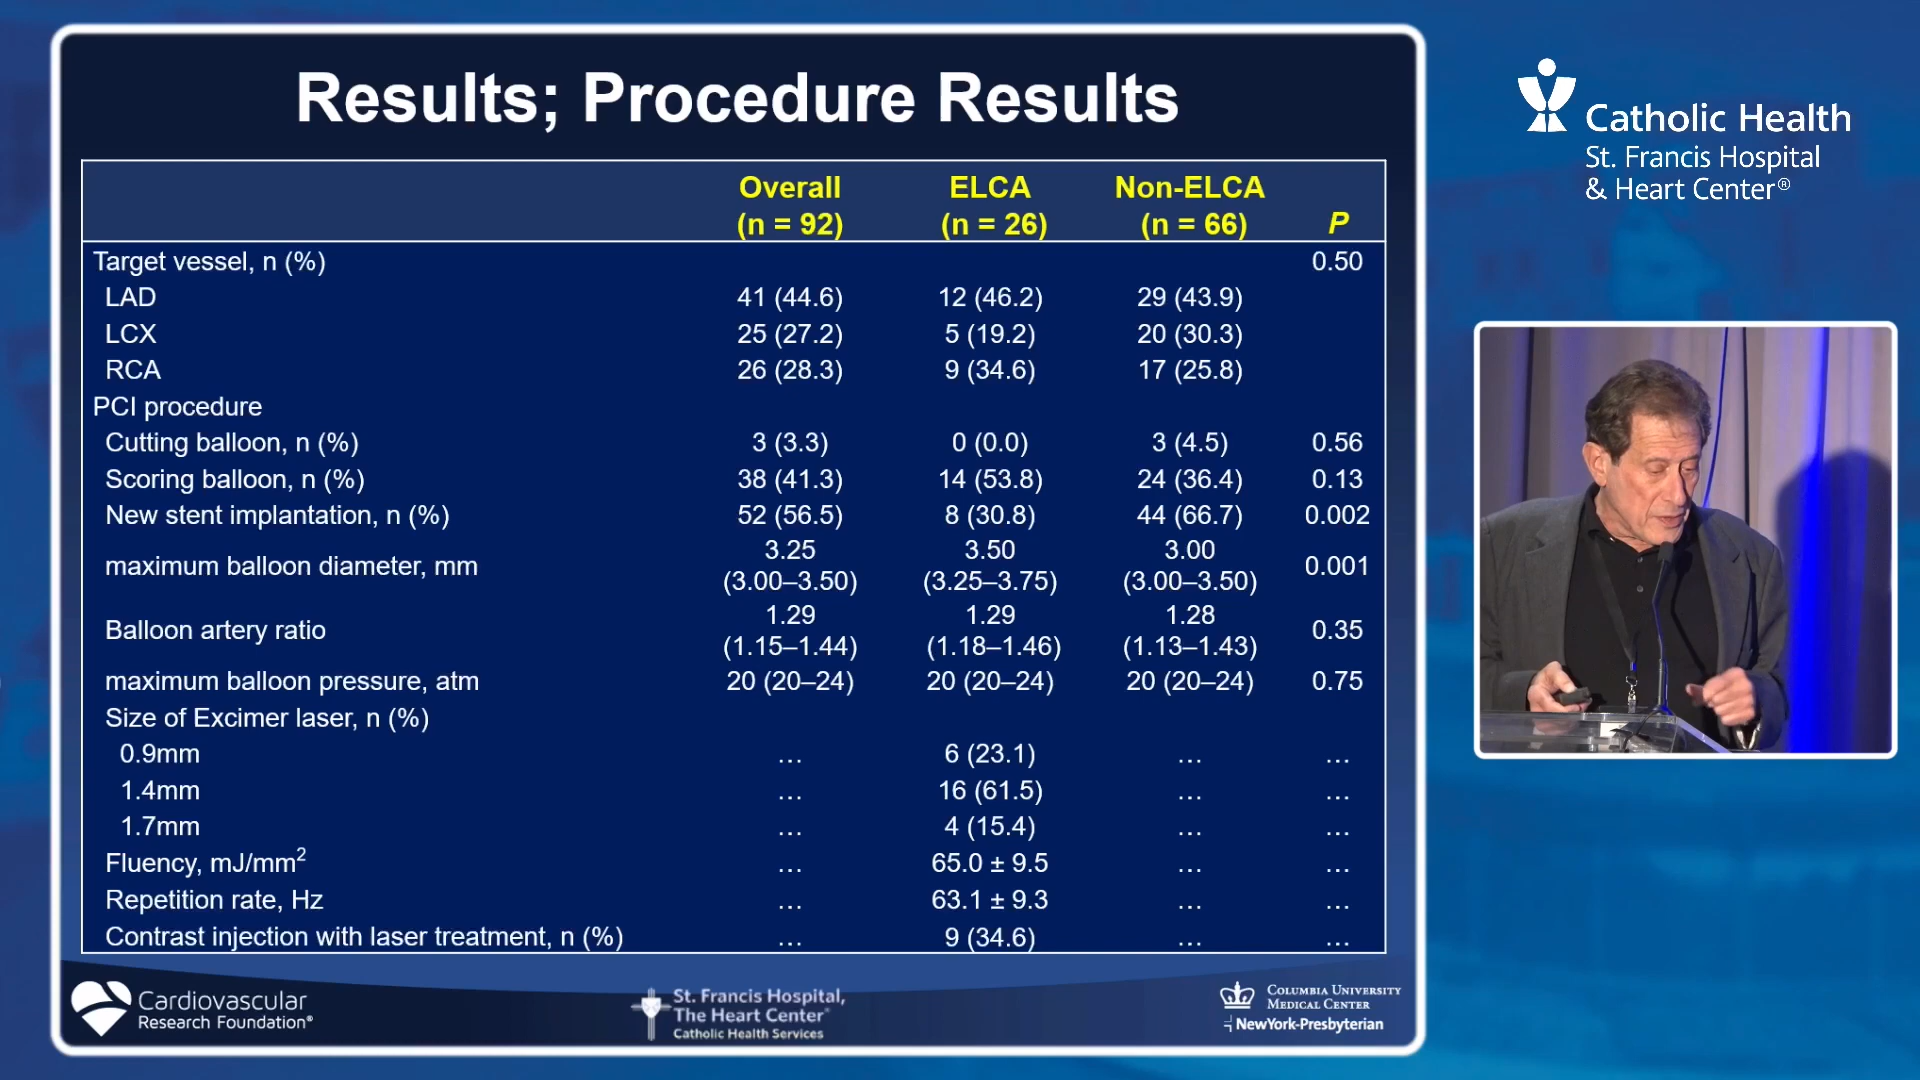 Results; Procedure Results
Overall ELCA Non-ELCA
(n = 92) (n = 26) (n = 66) P
Target vessel, n (%) 0.50
LAD 41 (44.6) 12 (46.2) 29 (43.9)
LCX 25 (27.2) 5 (19.2) 20 (30.3)
RCA 26 (28.3) 9 (34.6) 17 (25.8)
PCI procedure
Cutting balloon, n (%) 3 (3.3) 0 (0.0) 3 (4.5) 0.56
Scoring balloon, n (%) 38 (41.3) 14 (53.8) 24 (36.4) 0.13
New stent implantation, n (%) 52 (56.5) 8 (30.8) 44 (66.7) 0.002
maximum balloon diameter, mm 3.25 (3.00–3.50) 3.50 (3.25–3.75) 3.00 (3.00–3.50) 0.001
Balloon artery ratio 1.29 (1.15–1.44) 1.29 (1.18–1.46) 1.28 (1.13–1.43) 0.35
maximum balloon pressure, atm 20 (20–24) 20 (20–24) 20 (20–24) 0.75
Size of Excimer laser, n (%)
0.9mm … 6 (23.1) … …
1.4mm … 16 (61.5) … …
1.7mm … 4 (15.4) … …
Fluency, mJ/mm² … 65.0 ± 9.5 … …
Repetition rate, Hz … 63.1 ± 9.3 … …
Contrast injection with laser treatment, n (%) … 9 (34.6) … …
Cardiovascular
Research Foundation®
St. Francis Hospital,
The Heart Center®
Catholic Health Services
COLUMBIA UNIVERSITY
MEDICAL CENTER
NewYork-Presbyterian
Catholic Health
St. Francis Hospital
& Heart Center®